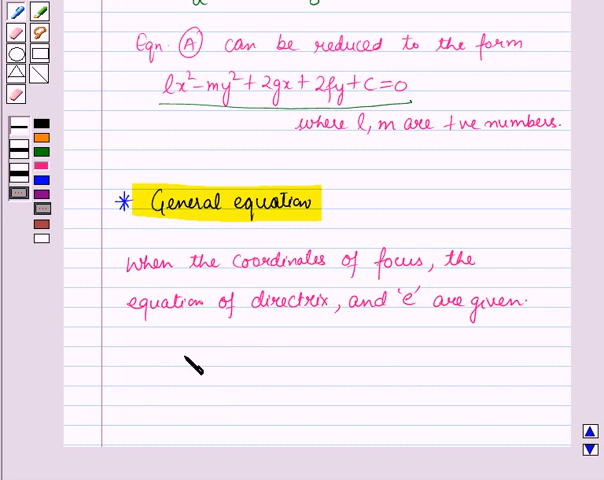 Eqn. Ⓐ can be reduced to the form
lx²-my²+2gx+2fy+C=0
where l, m are +ve numbers.
* General equation
When the coordinates of focus, the
equation of directrix, and 'e' are given.